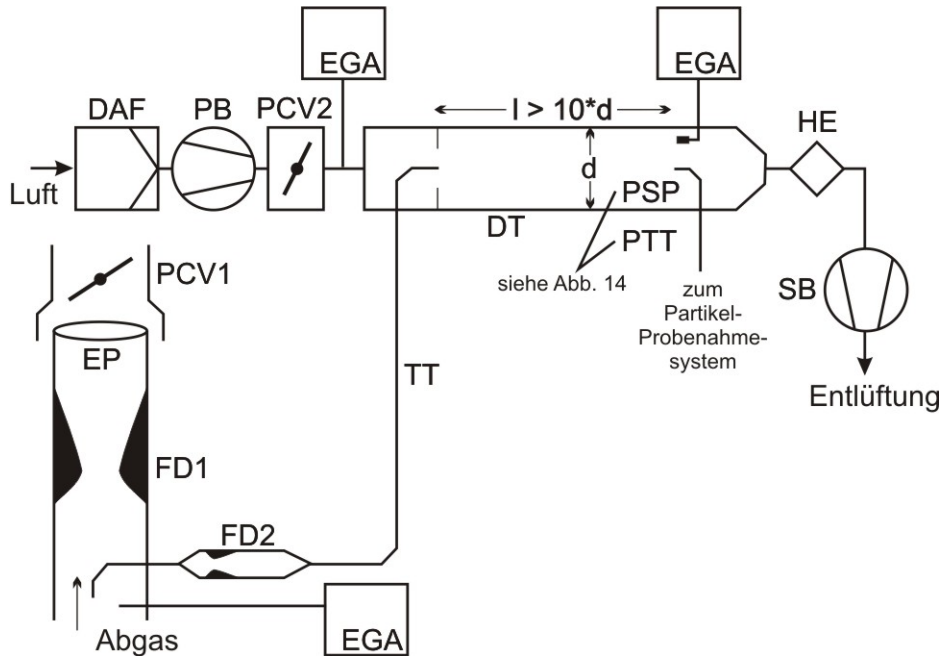 EGA
EGA
DAF
PB
PCV2
l > 10*d
HE
Luft
d
PSP
DT
PTT
PCV1
siehe Abb. 14
zum
Partikel-
Probenahme-
system
SB
EP
TT
Entlüftung
FD1
FD2
EGA
Abgas